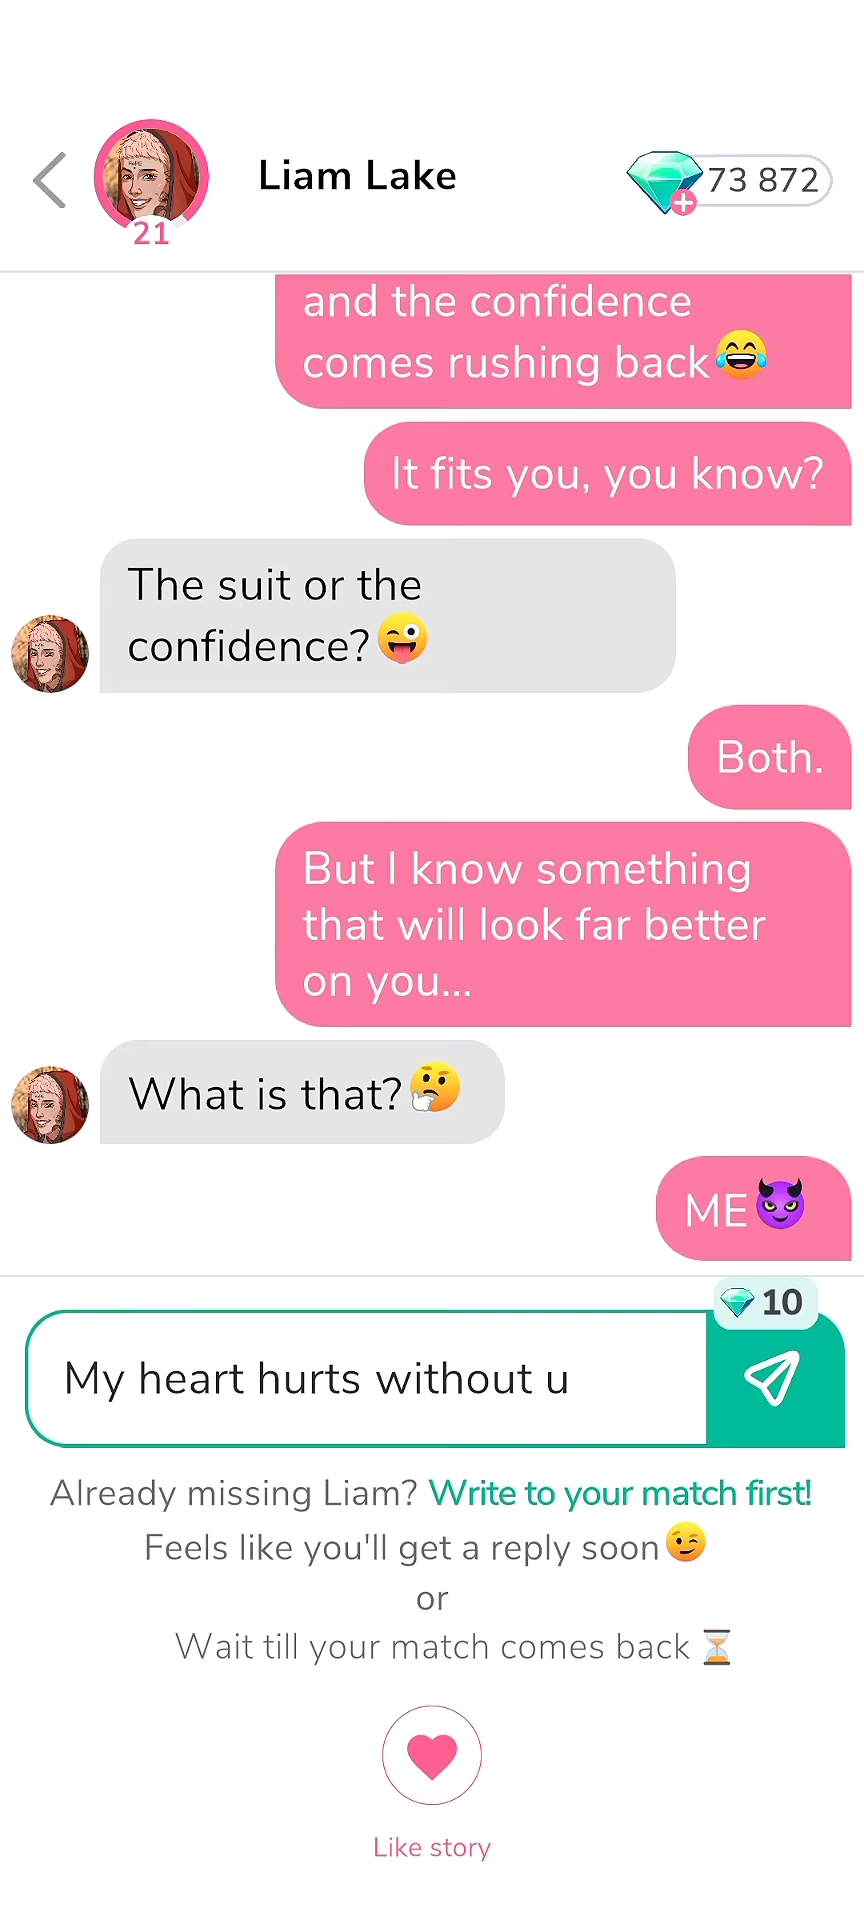 Liam Lake
73 872
21
and the confidence
comes rushing back😂
It fits you, you know?
The suit or the
confidence?😜
Both.
But I know something
that will look far better
on you...
What is that?🤔
ME😈
10
My heart hurts without u
Already missing Liam? Write to your match first!
Feels like you'll get a reply soon😉
or
Wait till your match comes back ⏳
Like story